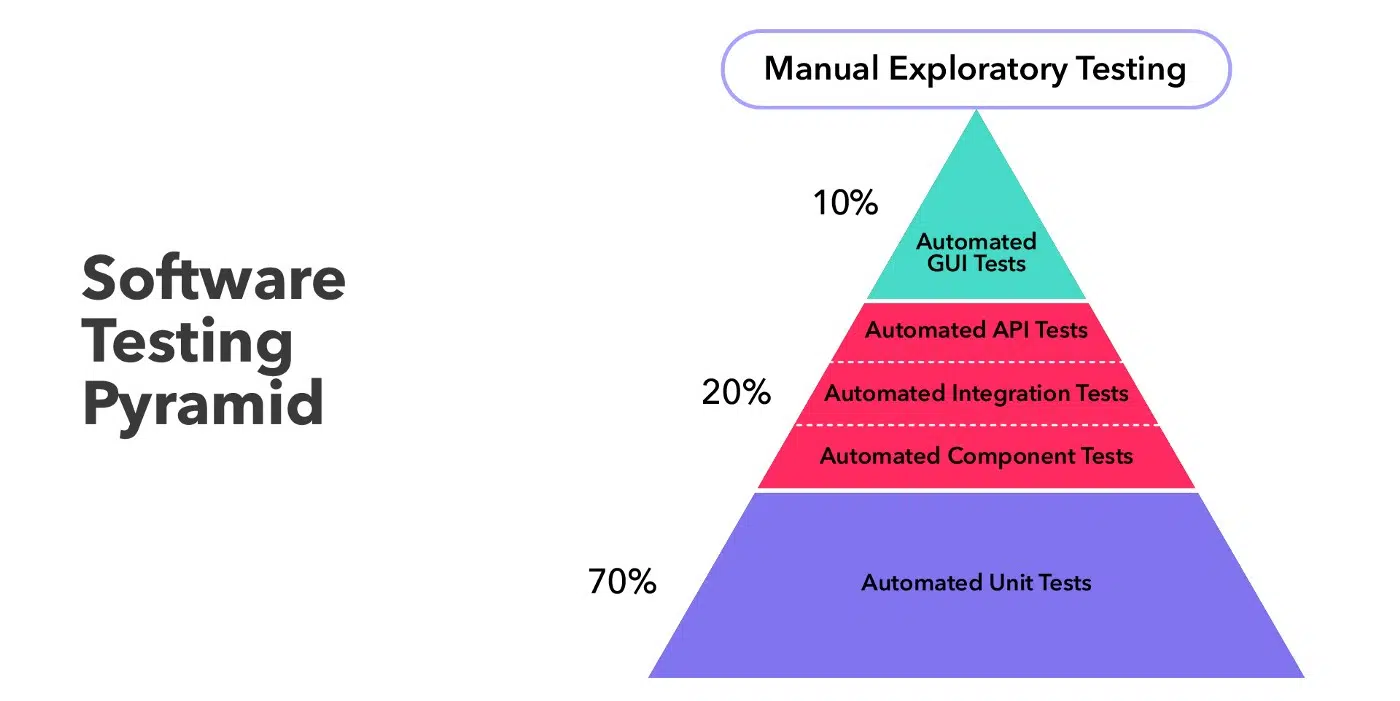 Software
Testing
Pyramid
Manual Exploratory Testing
10%
Automated
GUI Tests
Automated API Tests
20%
Automated Integration Tests
Automated Component Tests
70%
Automated Unit Tests